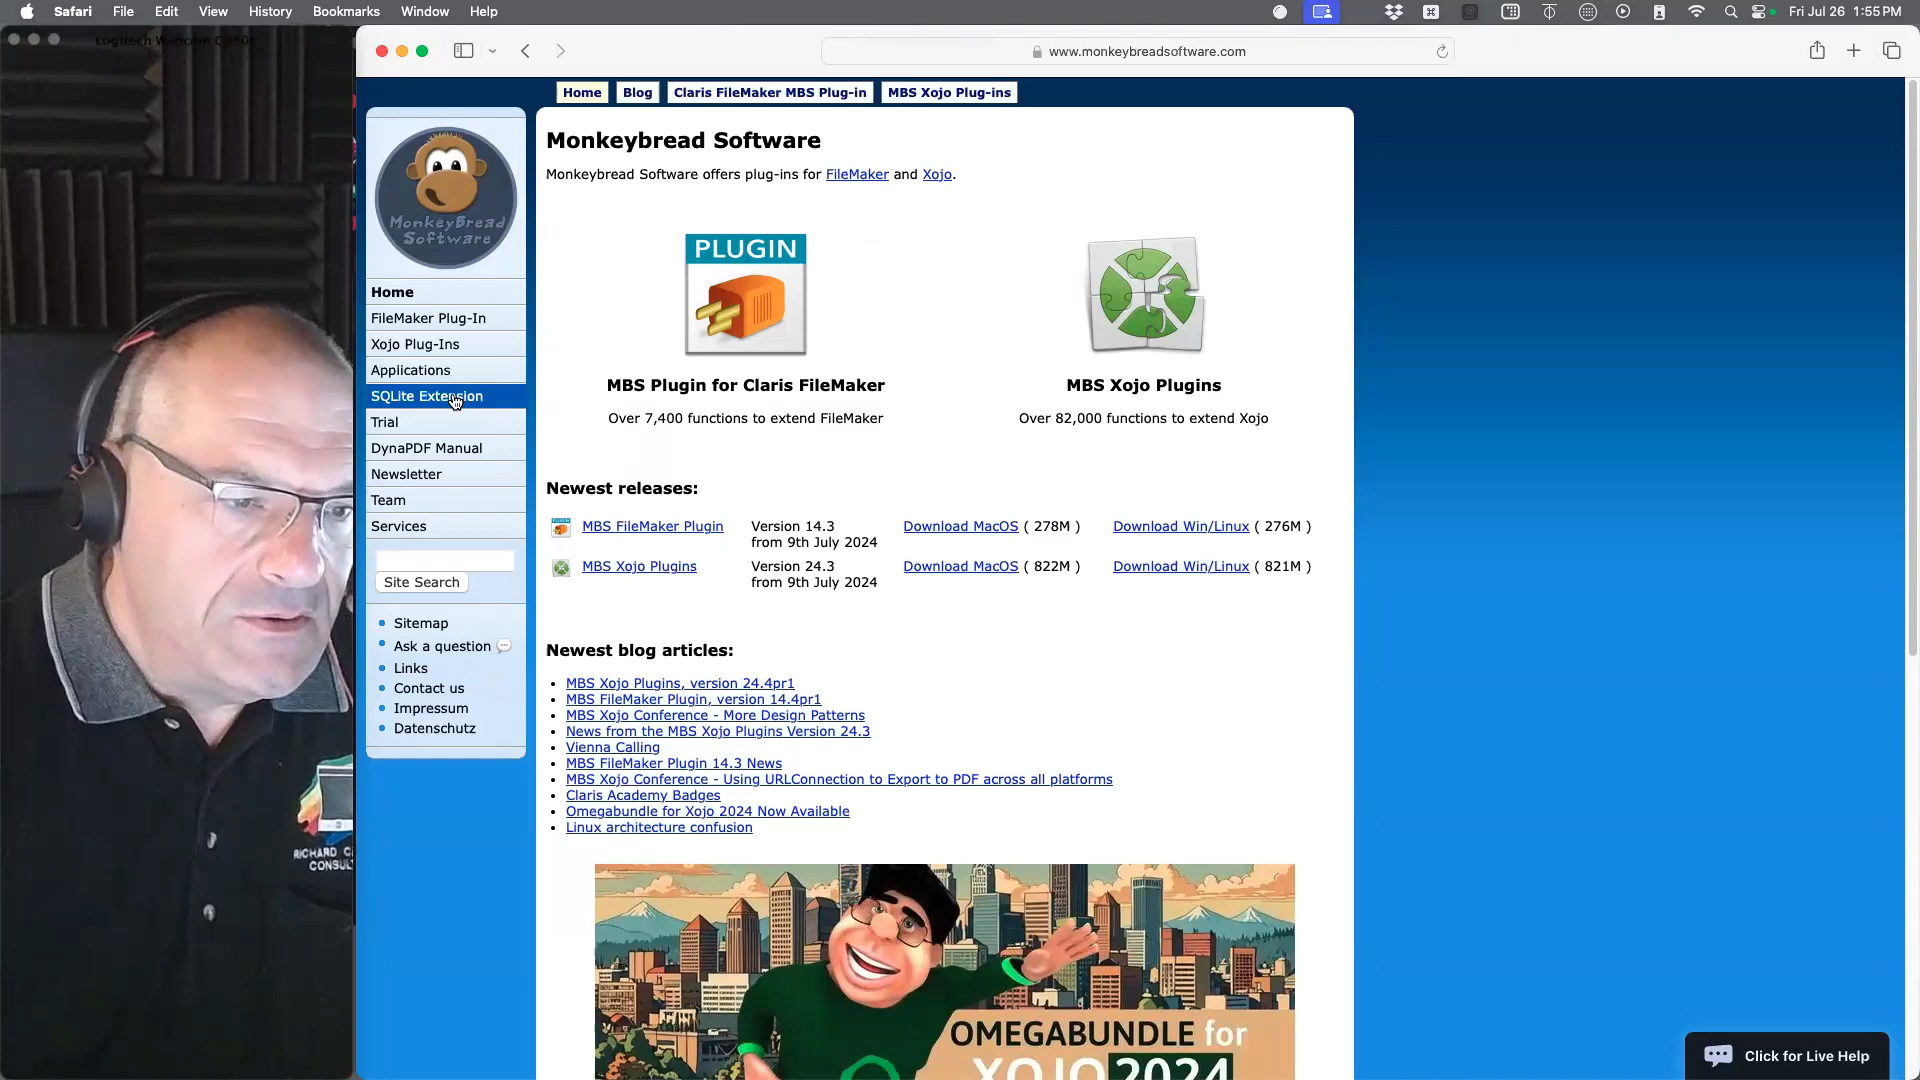 Safari File Edit View History Bookmarks Window Help
Fri Jul 26 1:55 PM
www.monkeybreadsoftware.com
Home Blog Claris FileMaker MBS Plug-in MBS Xojo Plug-ins
MonkeyBread
Software
Home
FileMaker Plug-In
Xojo Plug-Ins
Applications
SQLite Extension
Trial
DynaPDF Manual
Newsletter
Team
Services
Site Search
Sitemap
Ask a question
Links
Contact us
Impressum
Datenschutz
Monkeybread Software
Monkeybread Software offers plug-ins for FileMaker and Xojo.
PLUGIN
MBS Plugin for Claris FileMaker
Over 7,400 functions to extend FileMaker
MBS Xojo Plugins
Over 82,000 functions to extend Xojo
Newest releases:
MBS FileMaker Plugin Version 14.3 from 9th July 2024 Download MacOS ( 278M ) Download Win/Linux ( 276M )
MBS Xojo Plugins Version 24.3 from 9th July 2024 Download MacOS ( 822M ) Download Win/Linux ( 821M )
Newest blog articles:
MBS Xojo Plugins, version 24.4pr1
MBS FileMaker Plugin, version 14.4pr1
MBS Xojo Conference - More Design Patterns
News from the MBS Xojo Plugins Version 24.3
Vienna Calling
MBS FileMaker Plugin 14.3 News
MBS Xojo Conference - Using URLConnection to Export to PDF across all platforms
Claris Academy Badges
Omegabundle for Xojo 2024 Now Available
Linux architecture confusion
OMEGABUNDLE for
XOJO 2024
Click for Live Help
RICHARD